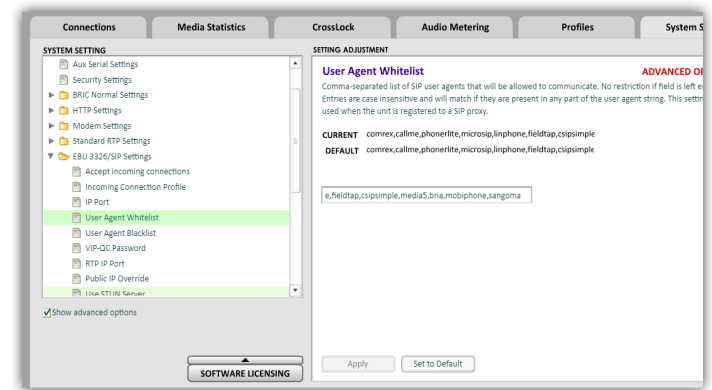 Connections
Media Statistics
CrossLock
Audio Metering
Profiles
System S
SYSTEM SETTING
Aux Serial Settings
Security Settings
BRIC Normal Settings
HTTP Settings
Modem Settings
Standard RTP Settings
EBU 3326/SIP Settings
Accept incoming connections
Incoming Connection Profile
IP Port
User Agent Whitelist
User Agent Blacklist
VIP-QC Password
RTP IP Port
Public IP Override
Use STUN Server
Show advanced options
SOFTWARE LICENSING
SETTING ADJUSTMENT
User Agent Whitelist
ADVANCED OP
Comma-separated list of SIP user agents that will be allowed to communicate. No restriction if field is left e
Entries are case insensitive and will match if they are present in any part of the user agent string. This settin
used when the unit is registered to a SIP proxy.
CURRENT comrex,callme,phonerlite,microsip,linphone,fieldtap,csipsimple
DEFAULT comrex,callme,phonerlite,microsip,linphone,fieldtap,csipsimple
e,fieldtap,csipsimple,media5,bria,mobiphone,sangoma
Apply
Set to Default